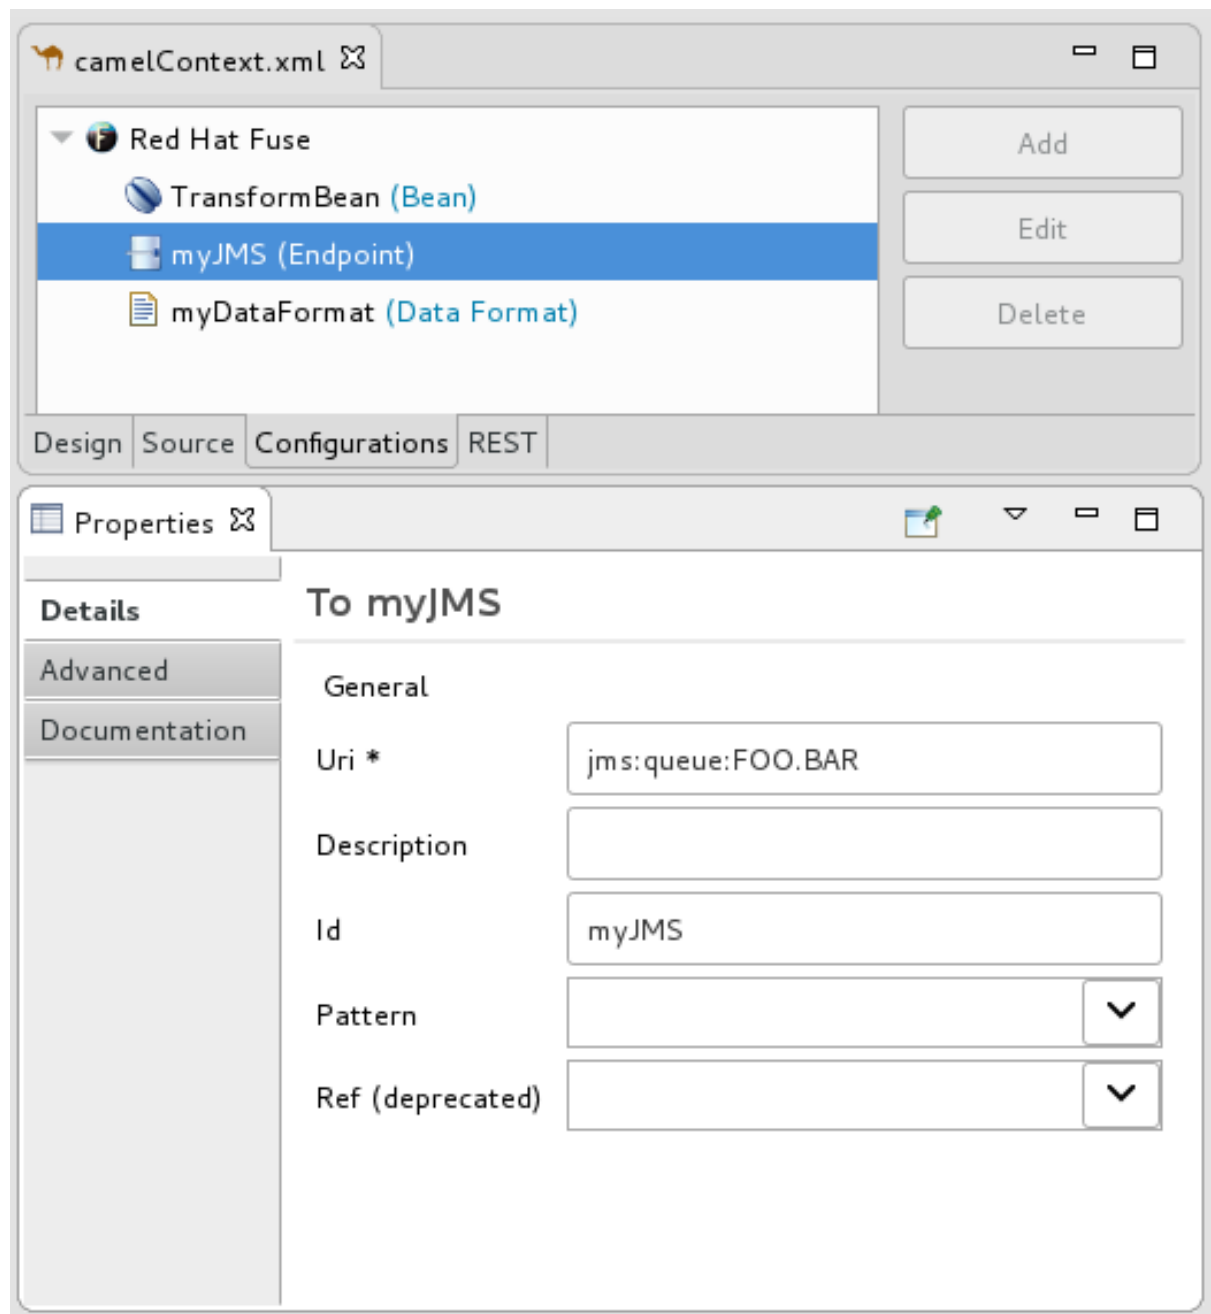 camelContext.xml
Red Hat Fuse
TransformBean (Bean)
myJMS (Endpoint)
myDataFormat (Data Format)
Add
Edit
Delete
Design Source Configurations REST
Properties
Details
Advanced
Documentation
To myJMS
General
Uri * jms:queue:FOO.BAR
Description
Id myJMS
Pattern
Ref (deprecated)